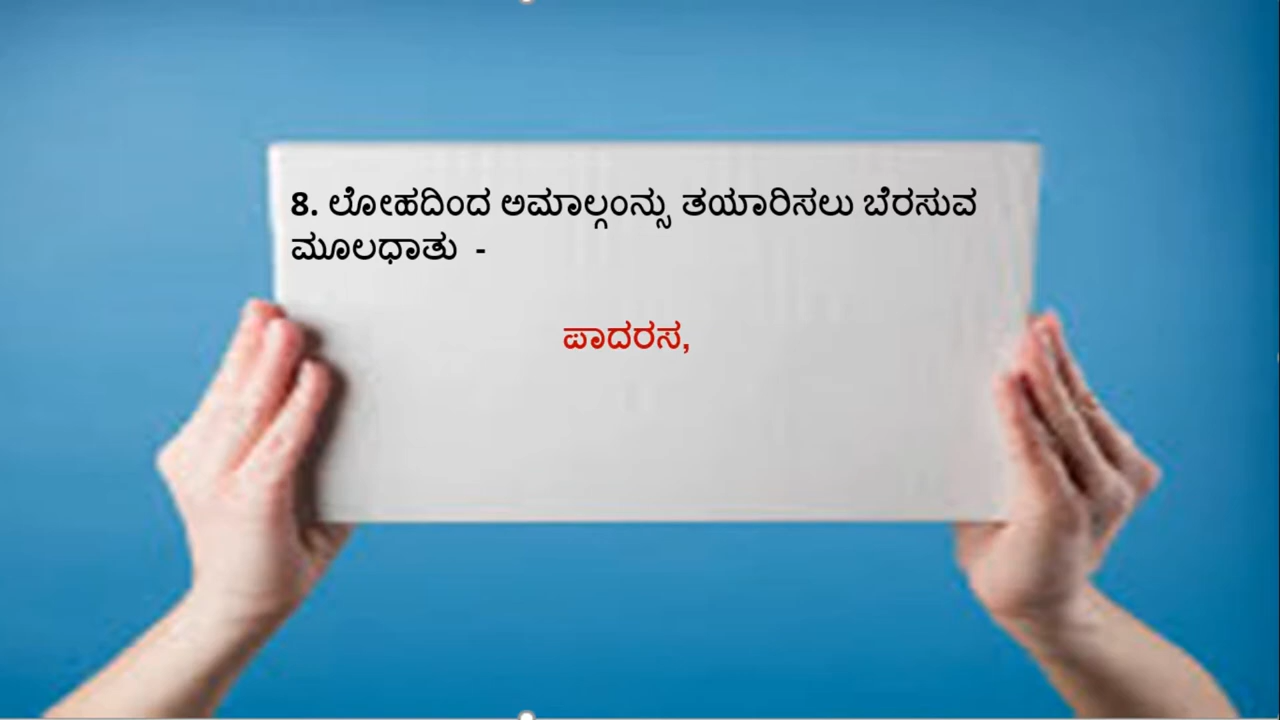 8. ಲೋಹದಿಂದ ಅಮಾಲ್ಗಂನ್ಸು ತಯಾರಿಸಲು ಬೆರಸುವ
ಮೂಲಧಾತು -
ಪಾದರಸ,